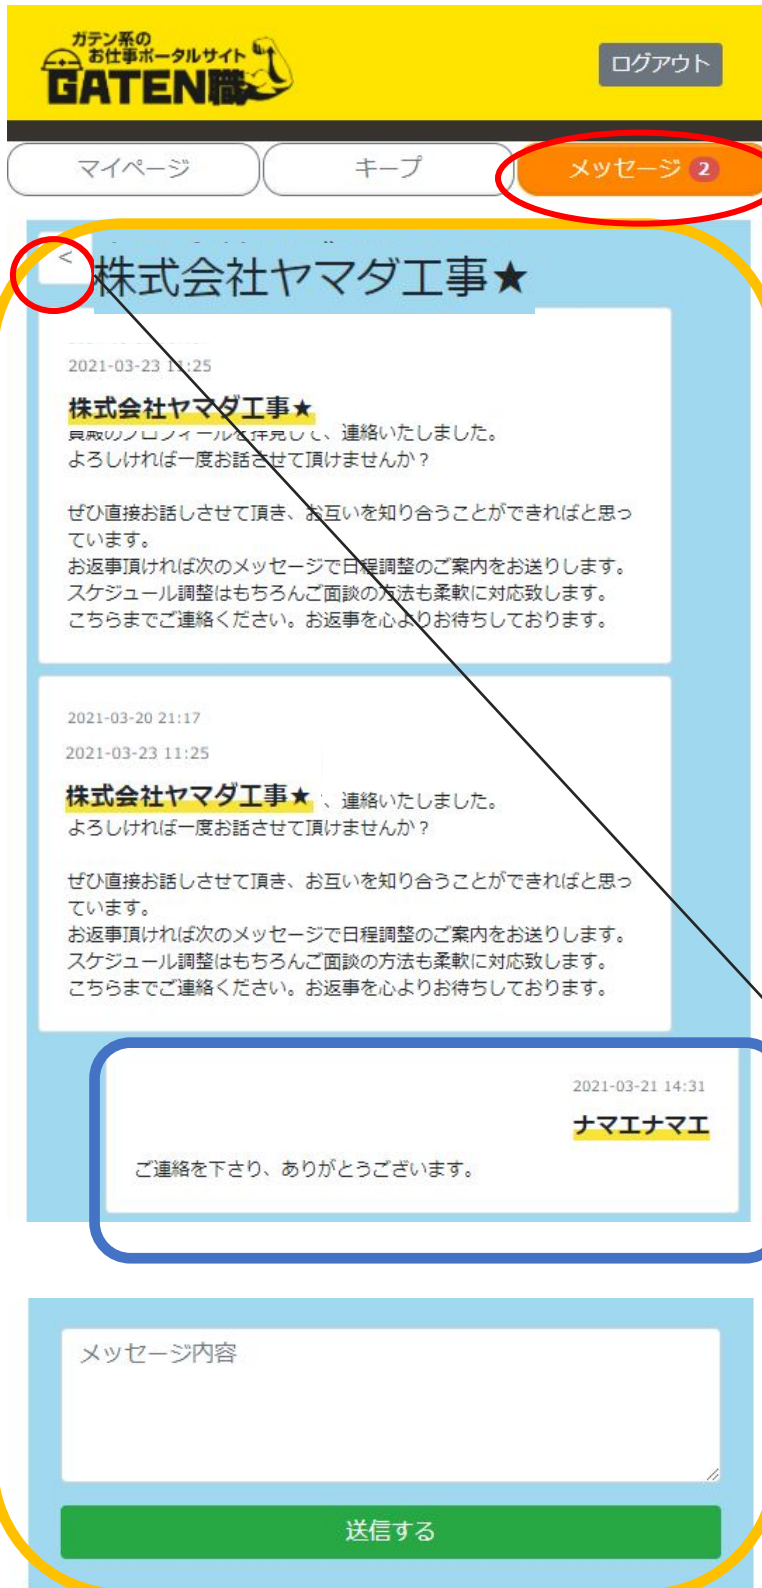 ガテン系の
お仕事ポータルサイト
GATEN職
ログアウト
マイページ
キープ
メッセージ 2
<
株式会社ヤマダ工事★
2021-03-23 11:25
株式会社ヤマダ工事★
貴殿のプロフィールを拝見して、連絡いたしました。
よろしければ一度お話させて頂けませんか?
ぜひ直接お話しさせて頂き、お互いを知り合うことができればと思っ
ています。
お返事頂ければ次のメッセージで日程調整のご案内をお送りします。
スケジュール調整はもちろんご面談の方法も柔軟に対応致します。
こちらまでご連絡ください。お返事を心よりお待ちしております。
2021-03-20 21:17
2021-03-23 11:25
株式会社ヤマダ工事★
、連絡いたしました。
よろしければ一度お話させて頂けませんか?
ぜひ直接お話しさせて頂き、お互いを知り合うことができればと思っ
ています。
お返事頂ければ次のメッセージで日程調整のご案内をお送りします。
スケジュール調整はもちろんご面談の方法も柔軟に対応致します。
こちらまでご連絡ください。お返事を心よりお待ちしております。
2021-03-21 14:31
ナマエナマエ
ご連絡を下さり、ありがとうございます。
メッセージ内容
送信する